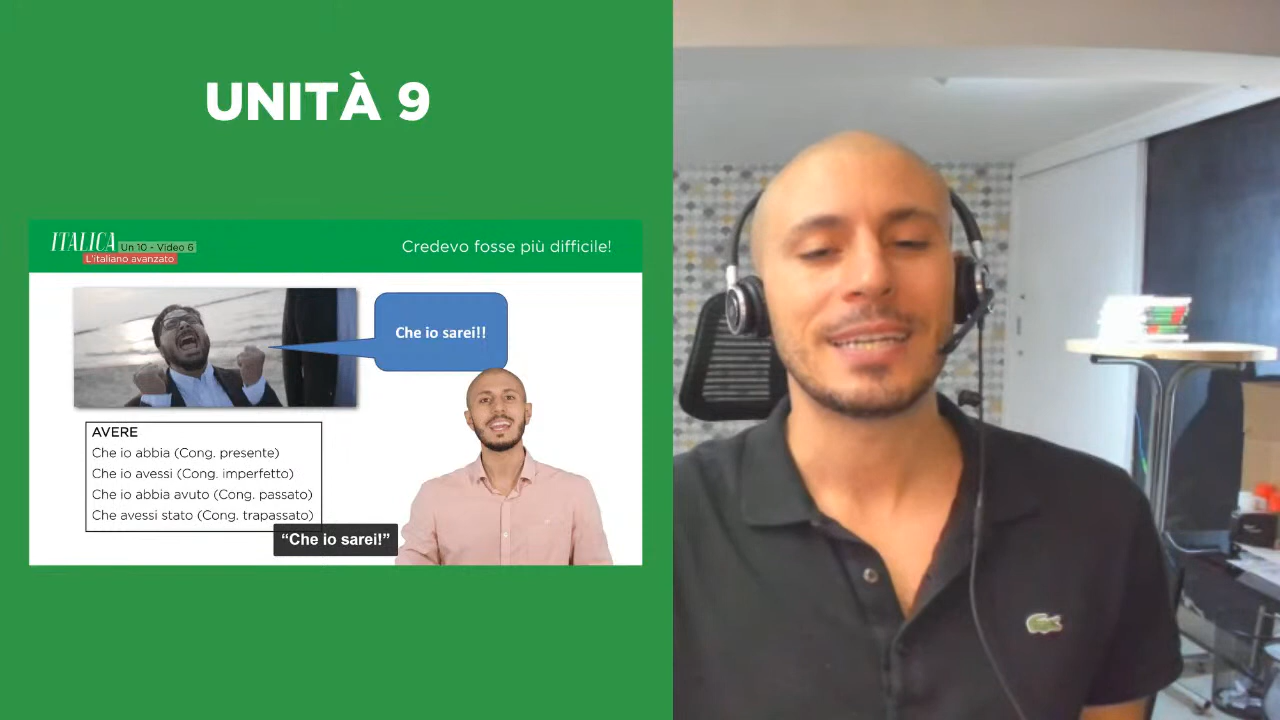 UNITÀ 9
ITALICA Un 10 - Video 6
L'italiano avanzato
Credevo fosse più difficile!
Che io sarei!!
AVERE
Che io abbia (Cong. presente)
Che io avessi (Cong. imperfetto)
Che io abbia avuto (Cong. passato)
Che avessi stato (Cong. trapassato)
“Che io sarei!”